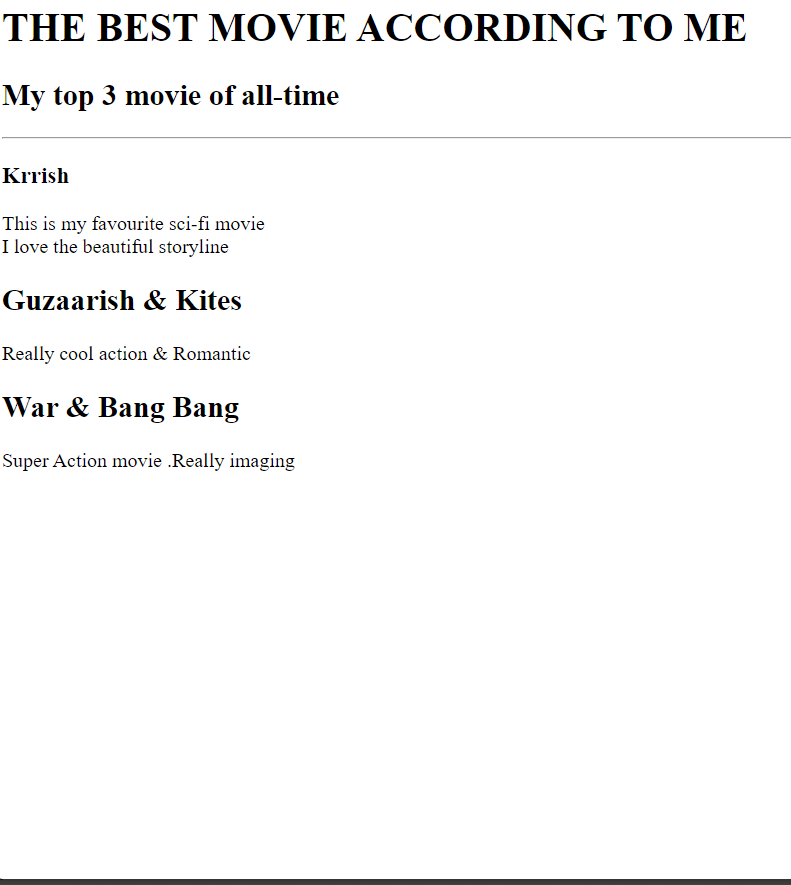 THE BEST MOVIE ACCORDING TO ME
My top 3 movie of all-time
Krrish
This is my favourite sci-fi movie
I love the beautiful storyline
Guzaarish & Kites
Really cool action & Romantic
War & Bang Bang
Super Action movie .Really imaging